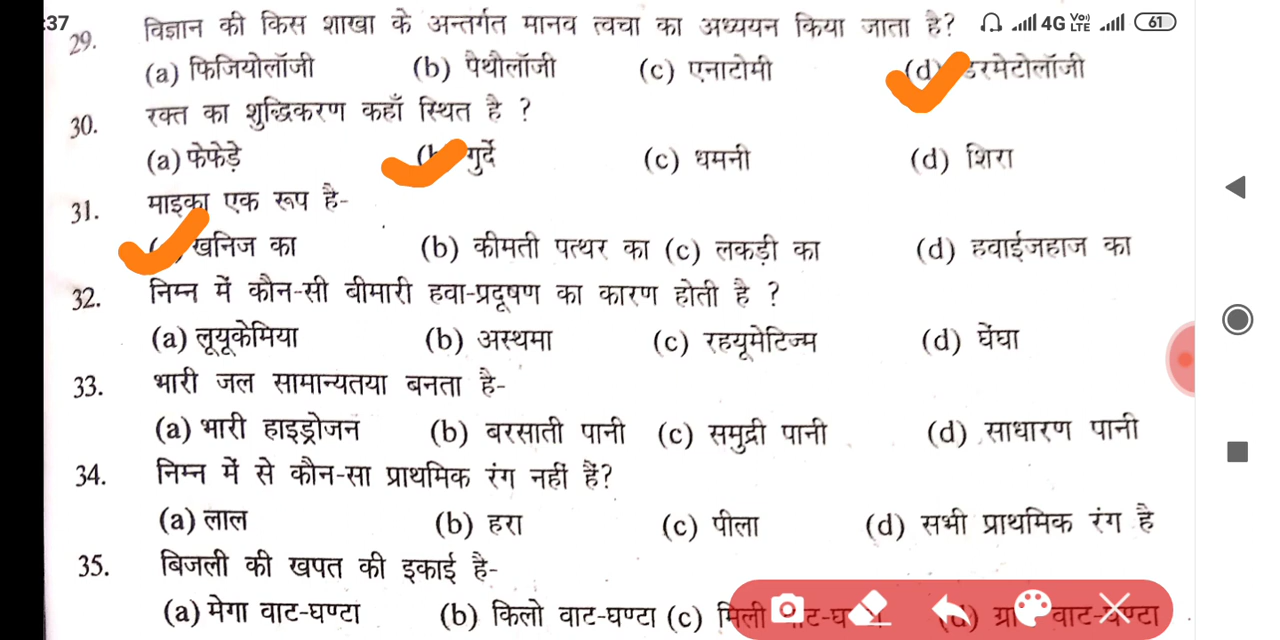 :37 4G Vo)) LTE 61
29. विज्ञान की किस शाखा के अन्तर्गत मानव त्वचा का अध्ययन किया जाता है?
(a) फिजियोलॉजी (b) पैथौलॉजी (c) एनाटोमी (d) डरमेटोलॉजी
30. रक्त का शुद्धिकरण कहाँ स्थित है ?
(a) फेफेड़े (b) गुर्दे (c) धमनी (d) शिरा
31. माइका एक रूप है-
खनिज का (b) कीमती पत्थर का (c) लकड़ी का (d) हवाईजहाज का
32. निम्न में कौन-सी बीमारी हवा-प्रदूषण का कारण होती है ?
(a) लूयूकेमिया (b) अस्थमा (c) रहयूमेटिज्म (d) घेंघा
33. भारी जल सामान्यतया बनता है-
(a) भारी हाइड्रोजन (b) बरसाती पानी (c) समुद्री पानी (d) साधारण पानी
34. निम्न में से कौन-सा प्राथमिक रंग नहीं हैं?
(a) लाल (b) हरा (c) पीला (d) सभी प्राथमिक रंग है
35. बिजली की खपत की इकाई है-
(a) मेगा वाट-घण्टा (b) किलो वाट-घण्टा (c) मिली वाट-घण्टा (d) वाट-घण्टा